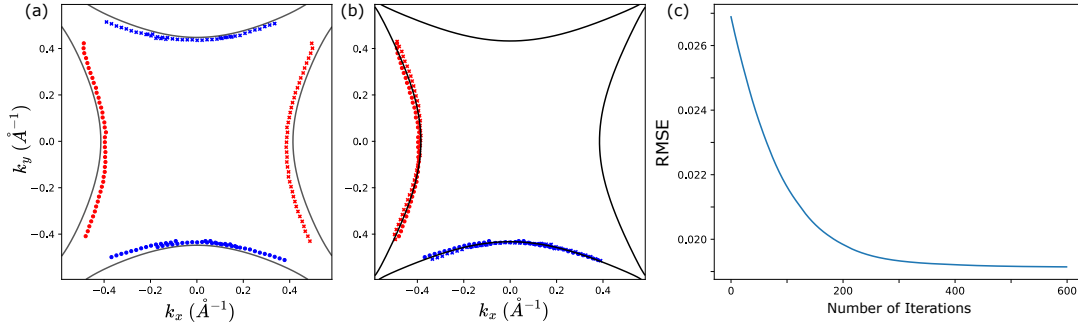 (a)
0.4
0.2
0.0
−0.2
−0.4
k_y (Å⁻¹)
−0.4 −0.2 0.0 0.2 0.4
k_x (Å⁻¹)
(b)
0.4
0.2
0.0
−0.2
−0.4
−0.4 −0.2 0.0 0.2 0.4
k_x (Å⁻¹)
(c)
0.026
0.024
0.022
0.020
RMSE
0 200 400 600
Number of Iterations